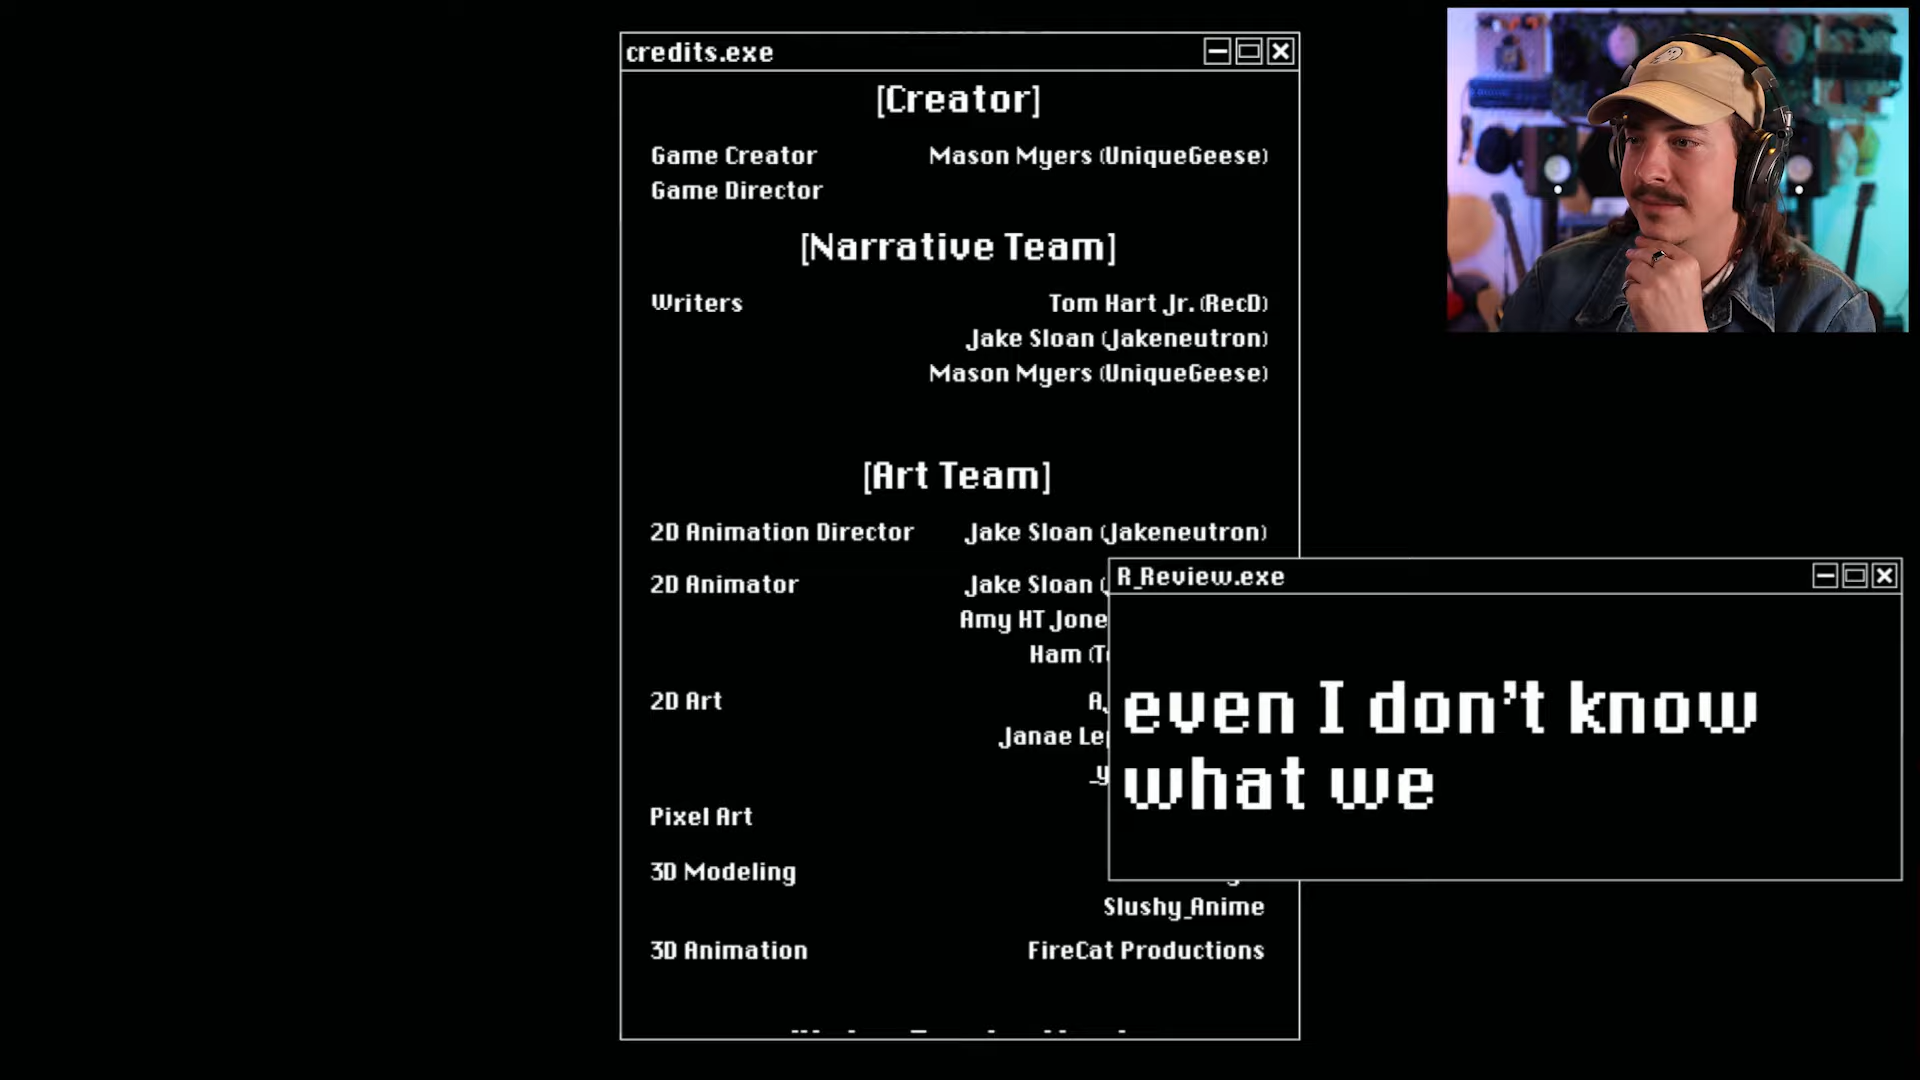 credits.exe
[Creator]
Game Creator Mason Myers (UniqueGeese)
Game Director
[Narrative Team]
Writers Tom Hart Jr. (RecD)
Jake Sloan (Jakeneutron)
Mason Myers (UniqueGeese)
[Art Team]
2D Animation Director Jake Sloan (Jakeneutron)
2D Animator Jake Sloan
Amy HT
Ham
2D Art
Janae
Pixel Art
3D Modeling
Slushy_Anime
3D Animation FireCat Productions
R_Review.exe
even I don't know
what we